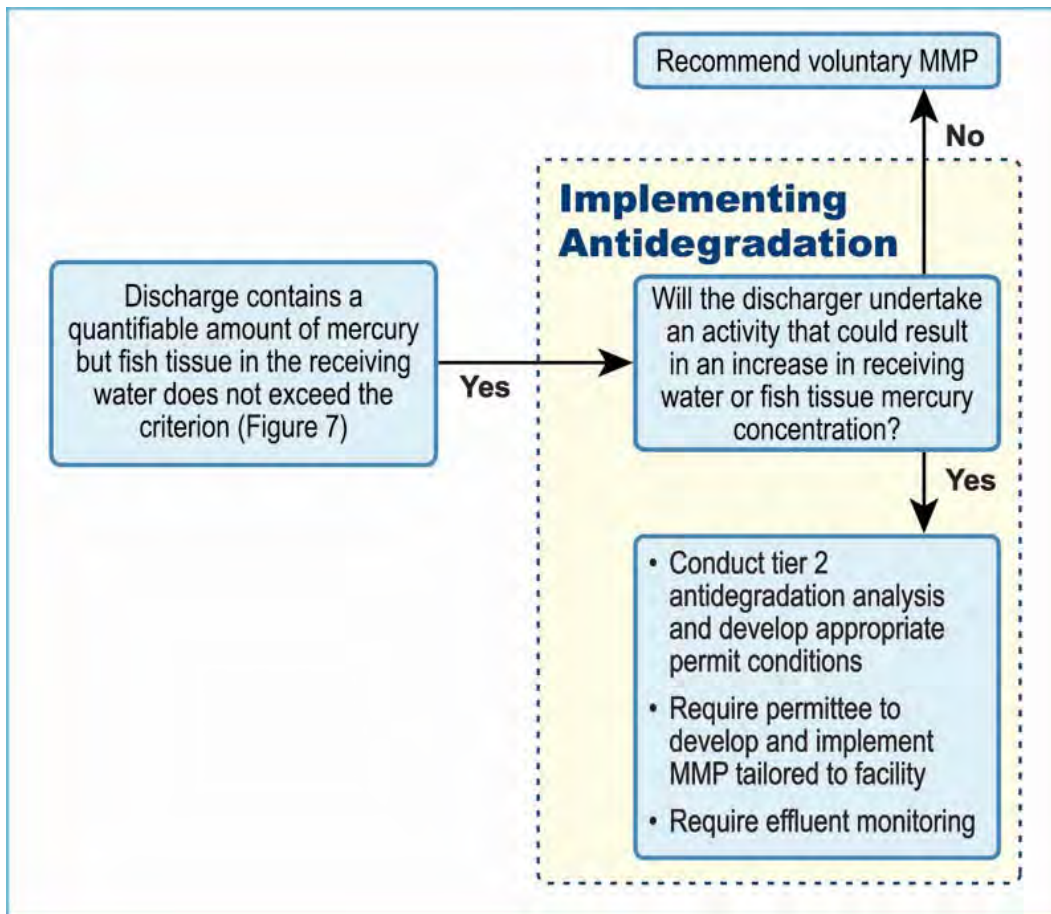 Recommend voluntary MMP
No
Implementing
Antidegradation
Discharge contains a
quantifiable amount of mercury
but fish tissue in the receiving
water does not exceed the
criterion (Figure 7)
Yes
Will the discharger undertake
an activity that could result
in an increase in receiving
water or fish tissue mercury
concentration?
Yes
• Conduct tier 2
antidegradation analysis
and develop appropriate
permit conditions
• Require permittee to
develop and implement
MMP tailored to facility
• Require effluent monitoring